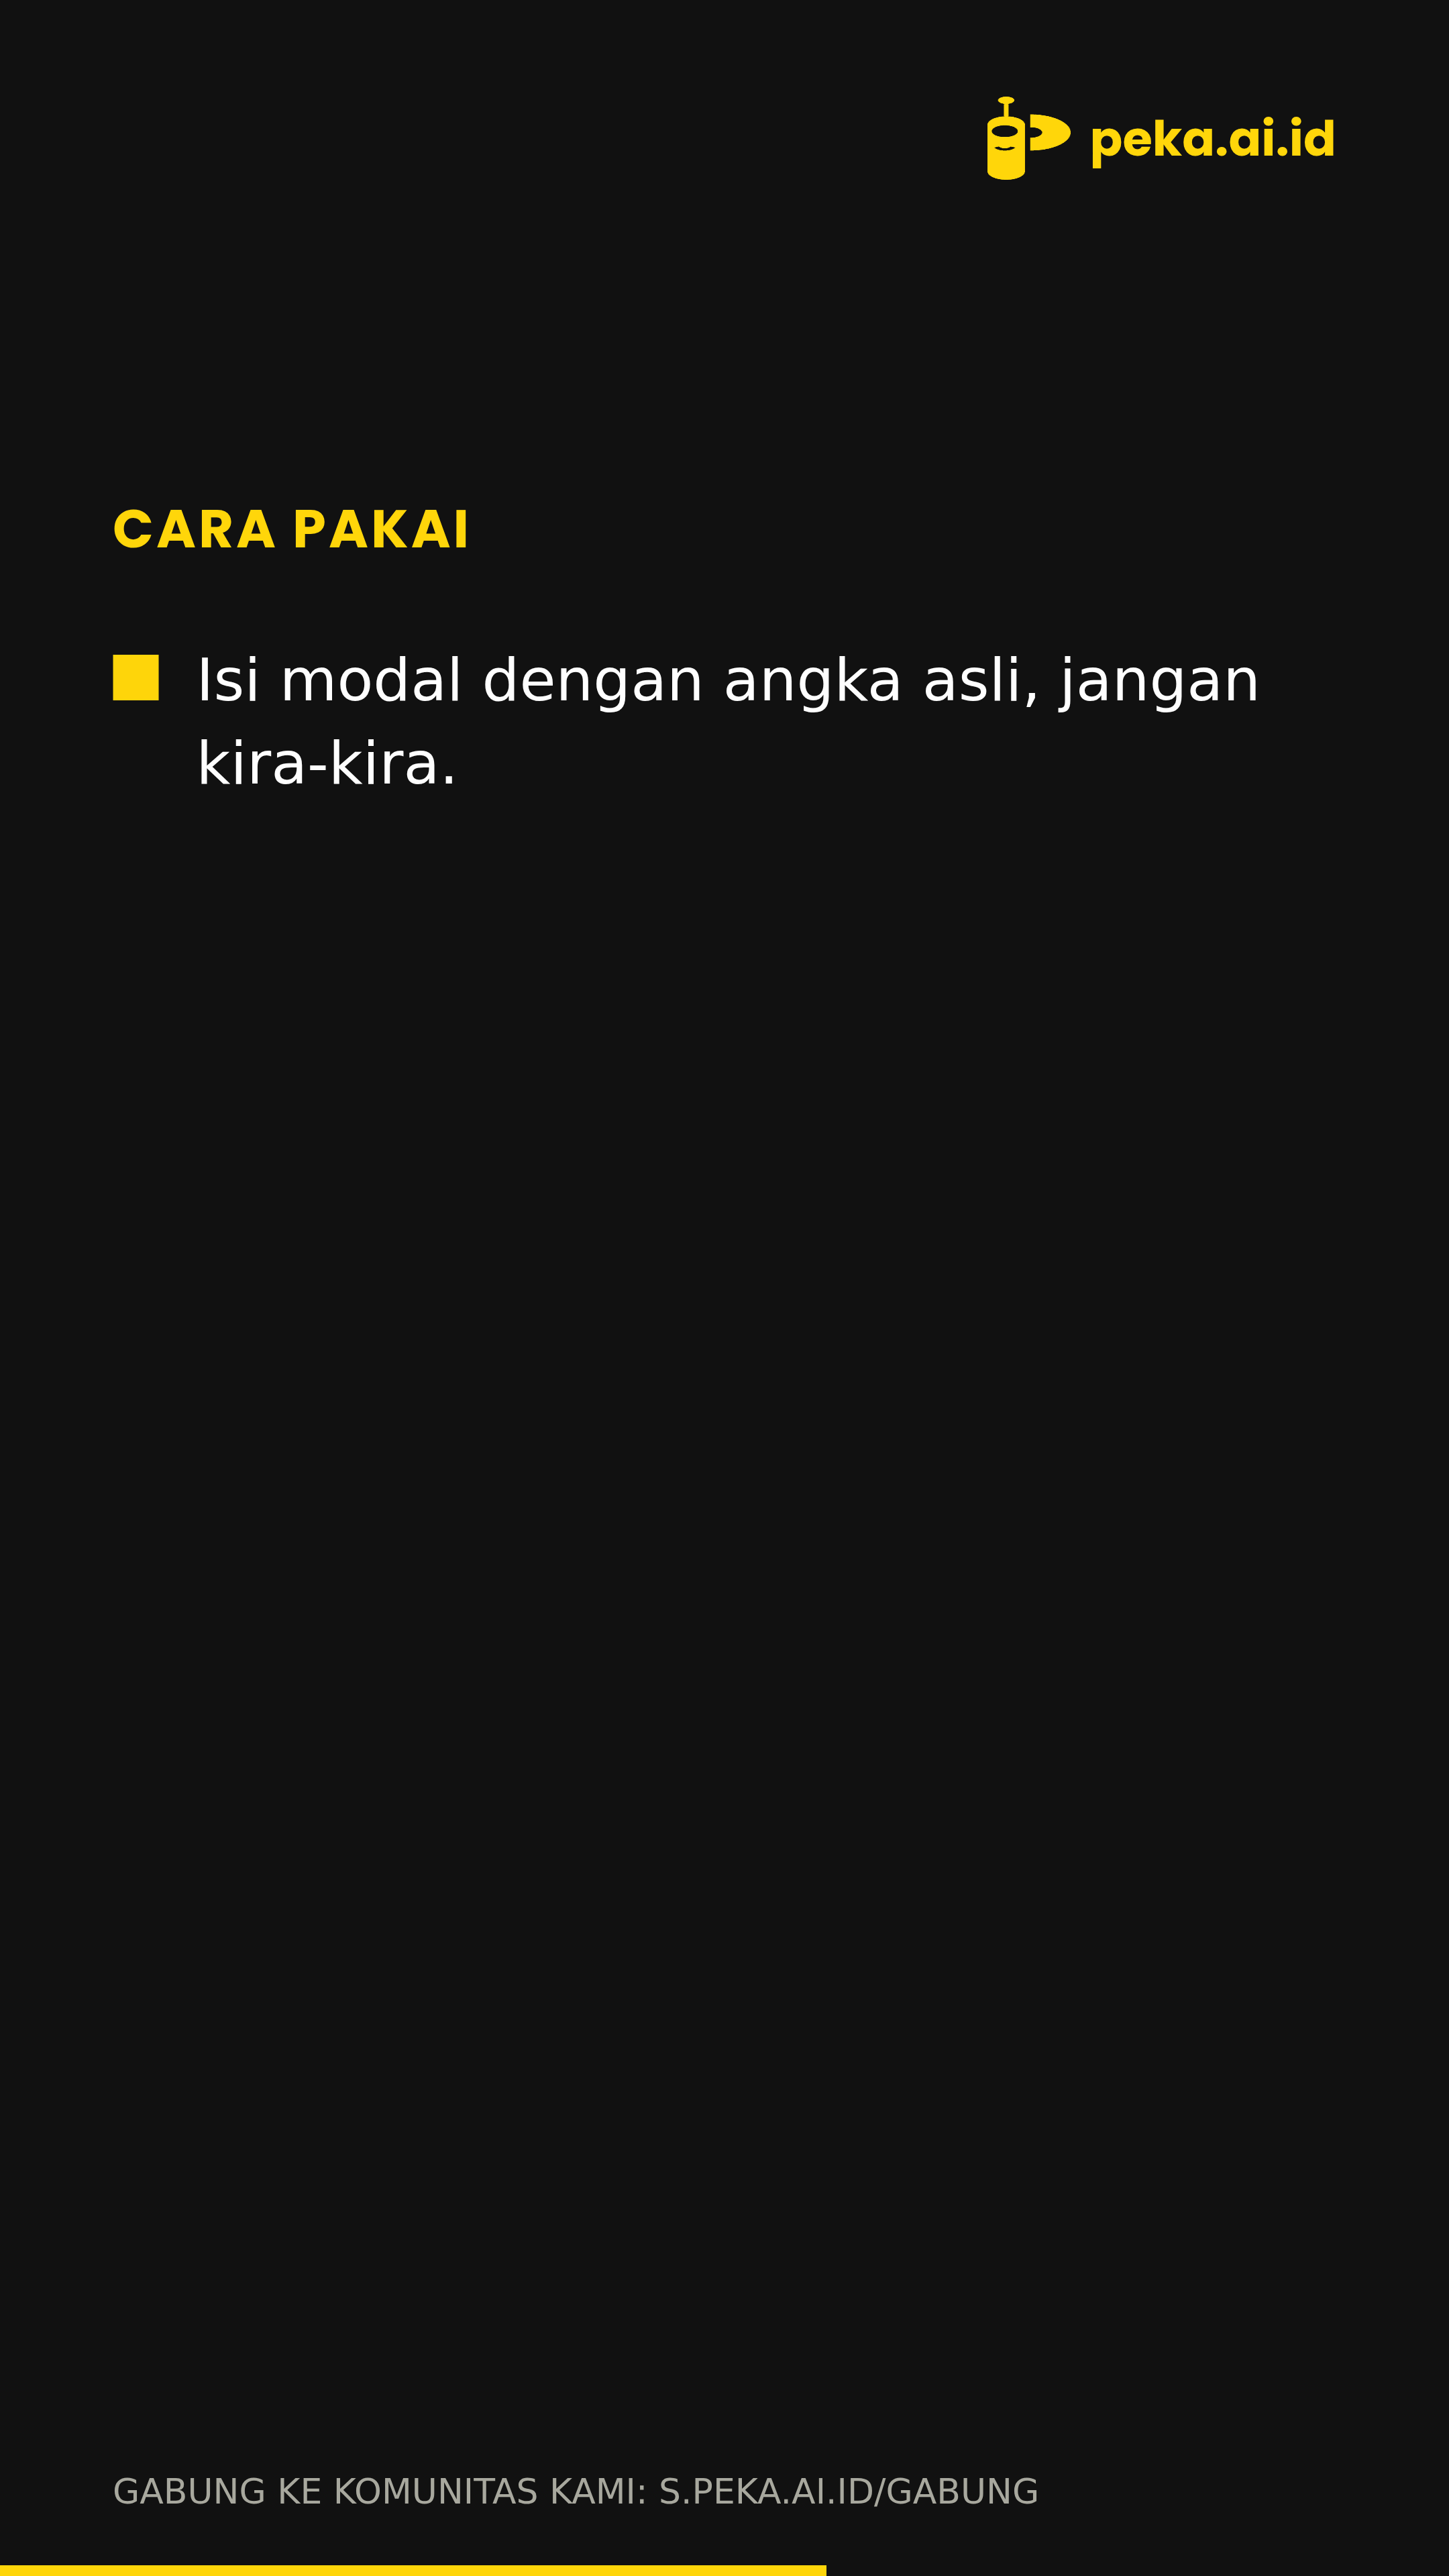 peka.ai.id
CARA PAKAI
Isi modal dengan angka asli, jangan
kira-kira.
GABUNG KE KOMUNITAS KAMI: S.PEKA.AI.ID/GABUNG